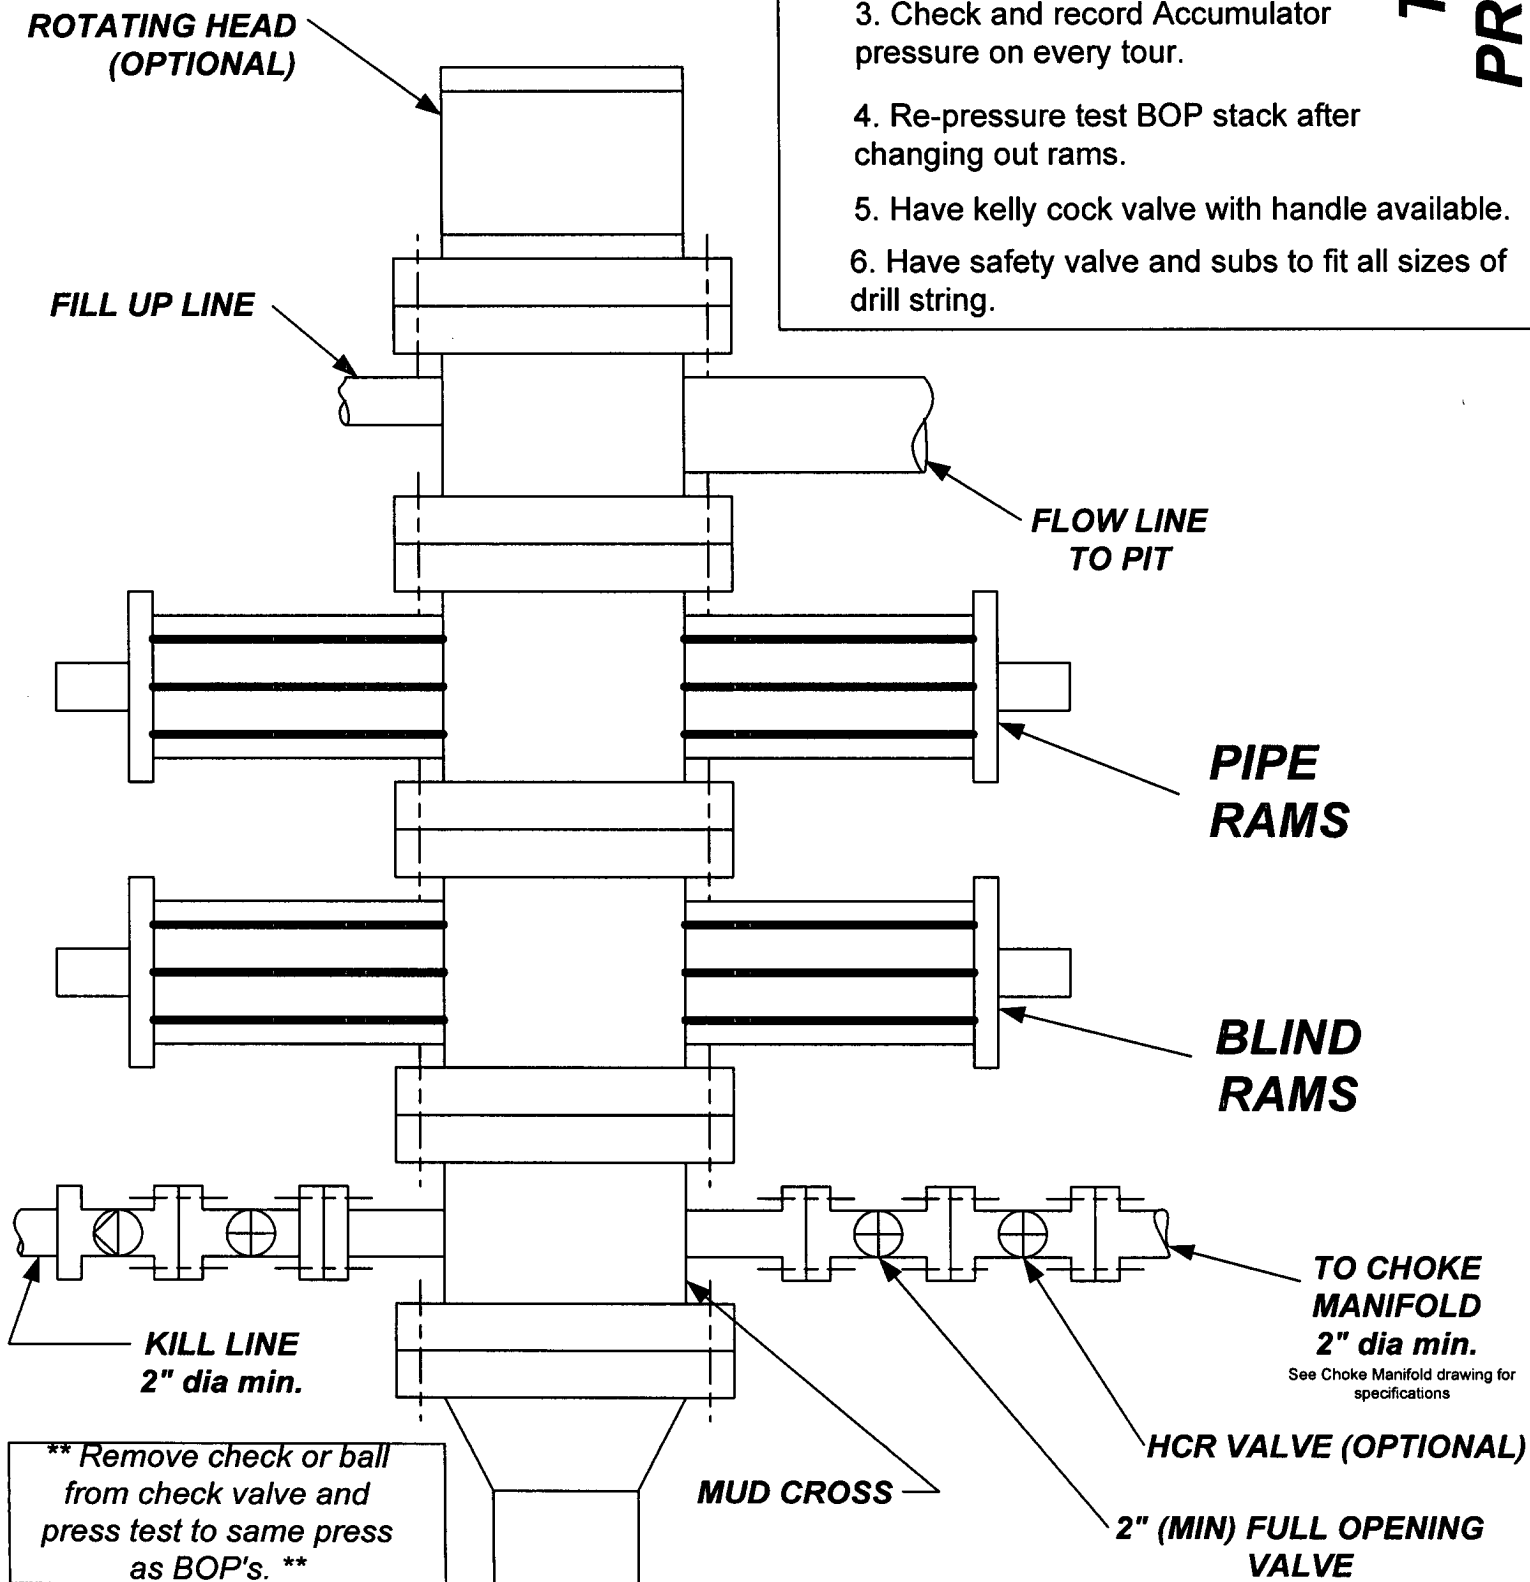 ROTATING HEAD
(OPTIONAL)
3. Check and record Accumulator
pressure on every tour.
4. Re-pressure test BOP stack after
changing out rams.
5. Have kelly cock valve with handle available.
6. Have safety valve and subs to fit all sizes of
drill string.
T
PR
FILL UP LINE
FLOW LINE
TO PIT
PIPE
RAMS
BLIND
RAMS
TO CHOKE
MANIFOLD
2" dia min.
See Choke Manifold drawing for
specifications
KILL LINE
2" dia min.
HCR VALVE (OPTIONAL)
MUD CROSS
2" (MIN) FULL OPENING
VALVE
** Remove check or ball
from check valve and
press test to same press
as BOP's. **